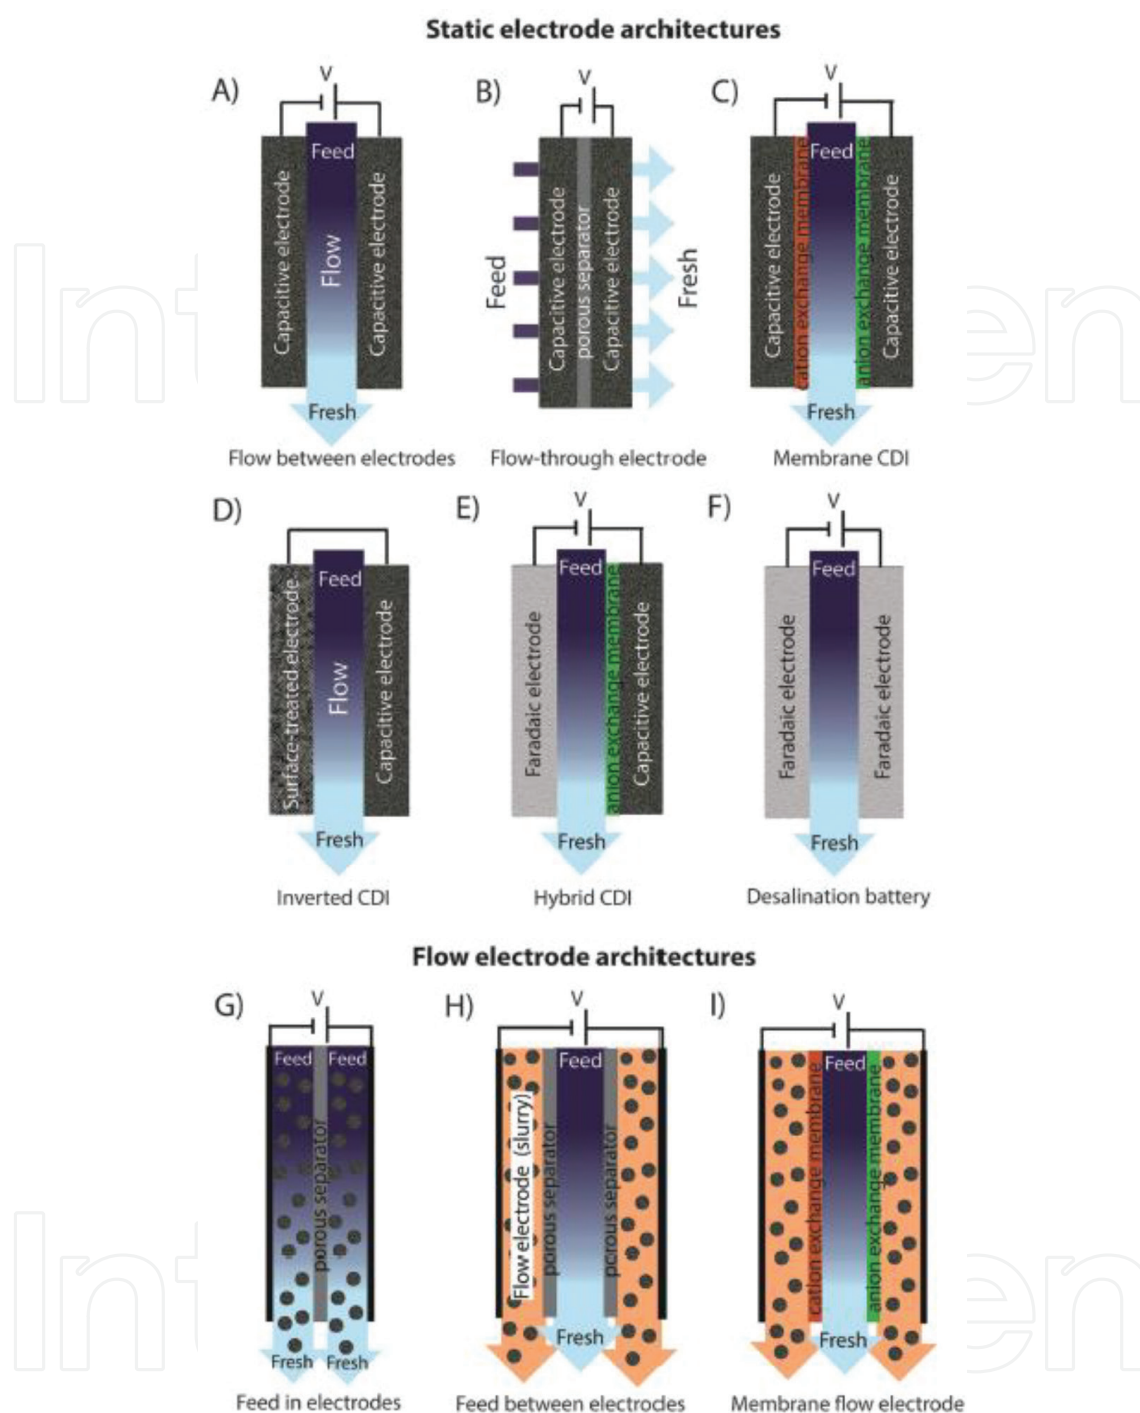 Static electrode architectures
A)
V
Feed
Capacitive electrode
Flow
Capacitive electrode
Fresh
Flow between electrodes
B)
V
Feed
Capacitive electrode
porous separator
Capacitive electrode
Fresh
Flow-through electrode
C)
V
Feed
Capacitive electrode
cation exchange membrane
anion exchange membrane
Capacitive electrode
Fresh
Membrane CDI
D)
Feed
Surface-treated electrode
Flow
Capacitive electrode
Fresh
Inverted CDI
E)
V
Feed
Faradaic electrode
anion exchange membrane
Capacitive electrode
Fresh
Hybrid CDI
F)
V
Feed
Faradaic electrode
Faradaic electrode
Fresh
Desalination battery
Flow electrode architectures
G)
V
Feed
Feed
porous separator
Fresh
Fresh
Feed in electrodes
H)
V
Feed
Flow electrode (slurry)
porous separator
porous separator
Fresh
Feed between electrodes
I)
V
Feed
cation exchange membrane
anion exchange membrane
Fresh
Membrane flow electrode